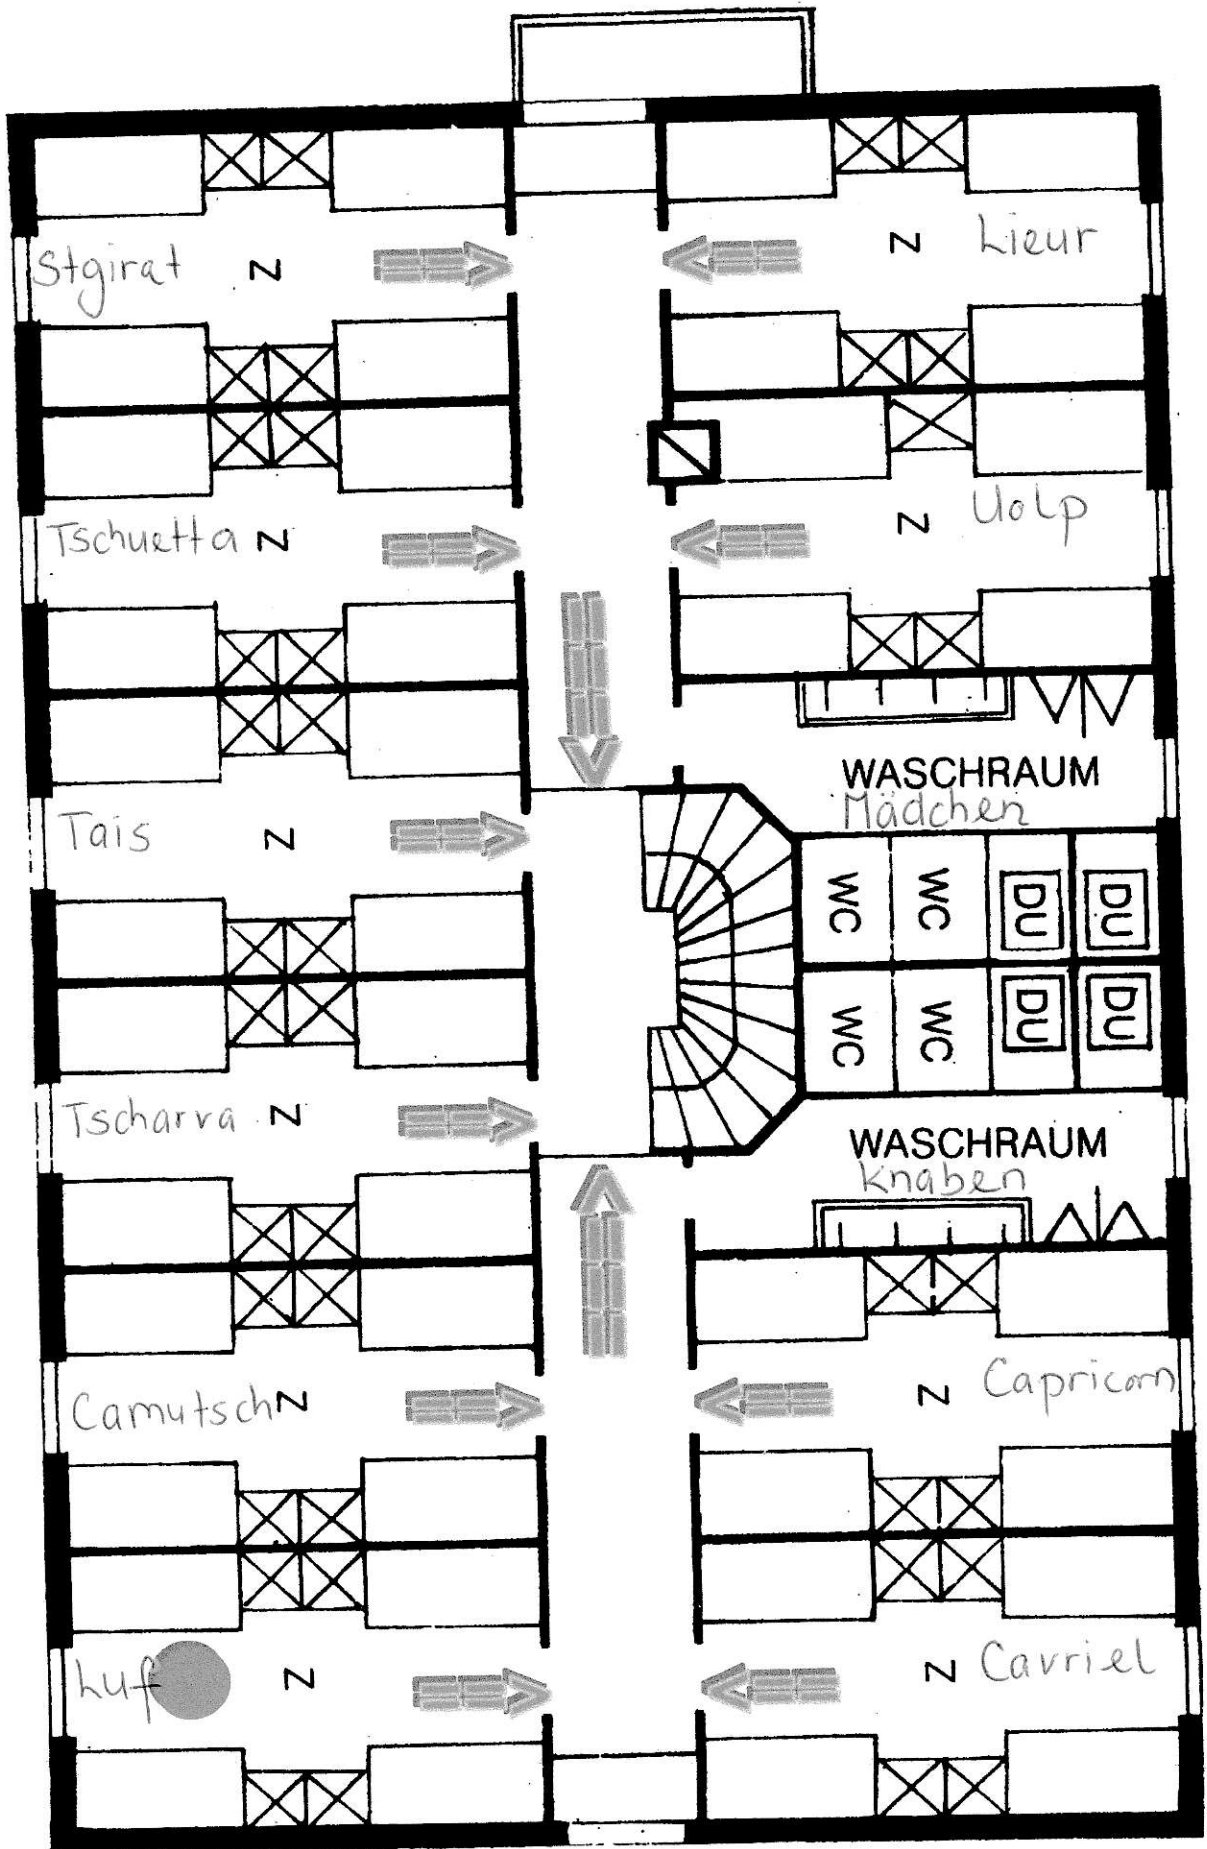 Stgirat N
N Lieur
Tschuetta N
N Uolp
WASCHRAUM
Mädchen
Tais N
WC WC DU DU
WC WC DU DU
Tscharva N
WASCHRAUM
Knaben
Camutsch N
N Capricorn
Luf N
N Cavriel